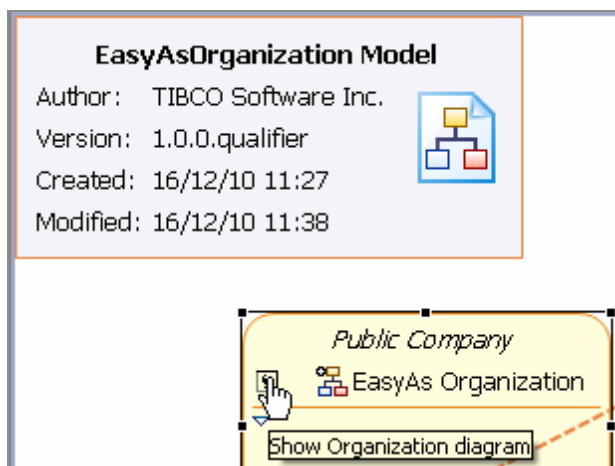 EasyAsOrganization Model
Author: TIBCO Software Inc.
Version: 1.0.0.qualifier
Created: 16/12/10 11:27
Modified: 16/12/10 11:38
Public Company
EasyAs Organization
Show Organization diagram